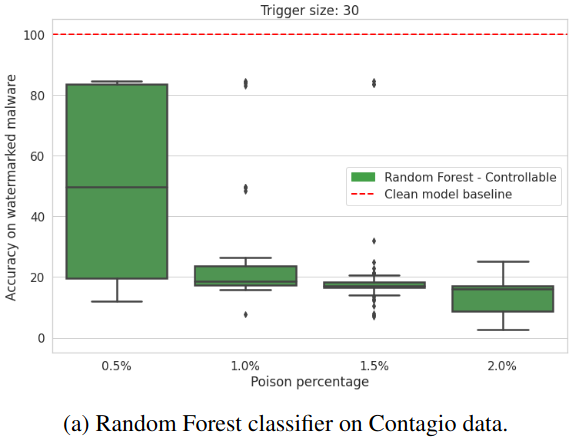 Trigger size: 30
Accuracy on watermarked malware
100
80
60
40
20
0
Random Forest - Controllable
Clean model baseline
0.5%
1.0%
1.5%
2.0%
Poison percentage
(a) Random Forest classifier on Contagio data.